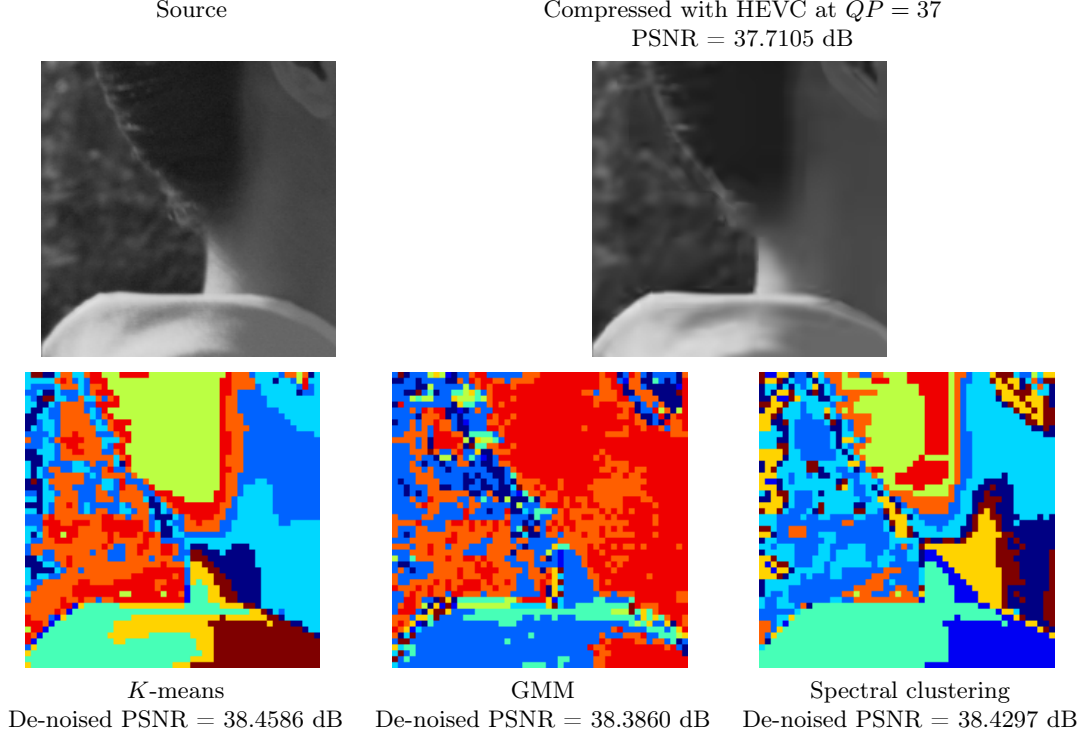 Source
Compressed with HEVC at QP = 37
PSNR = 37.7105 dB
K-means
De-noised PSNR = 38.4586 dB
GMM
De-noised PSNR = 38.3860 dB
Spectral clustering
De-noised PSNR = 38.4297 dB